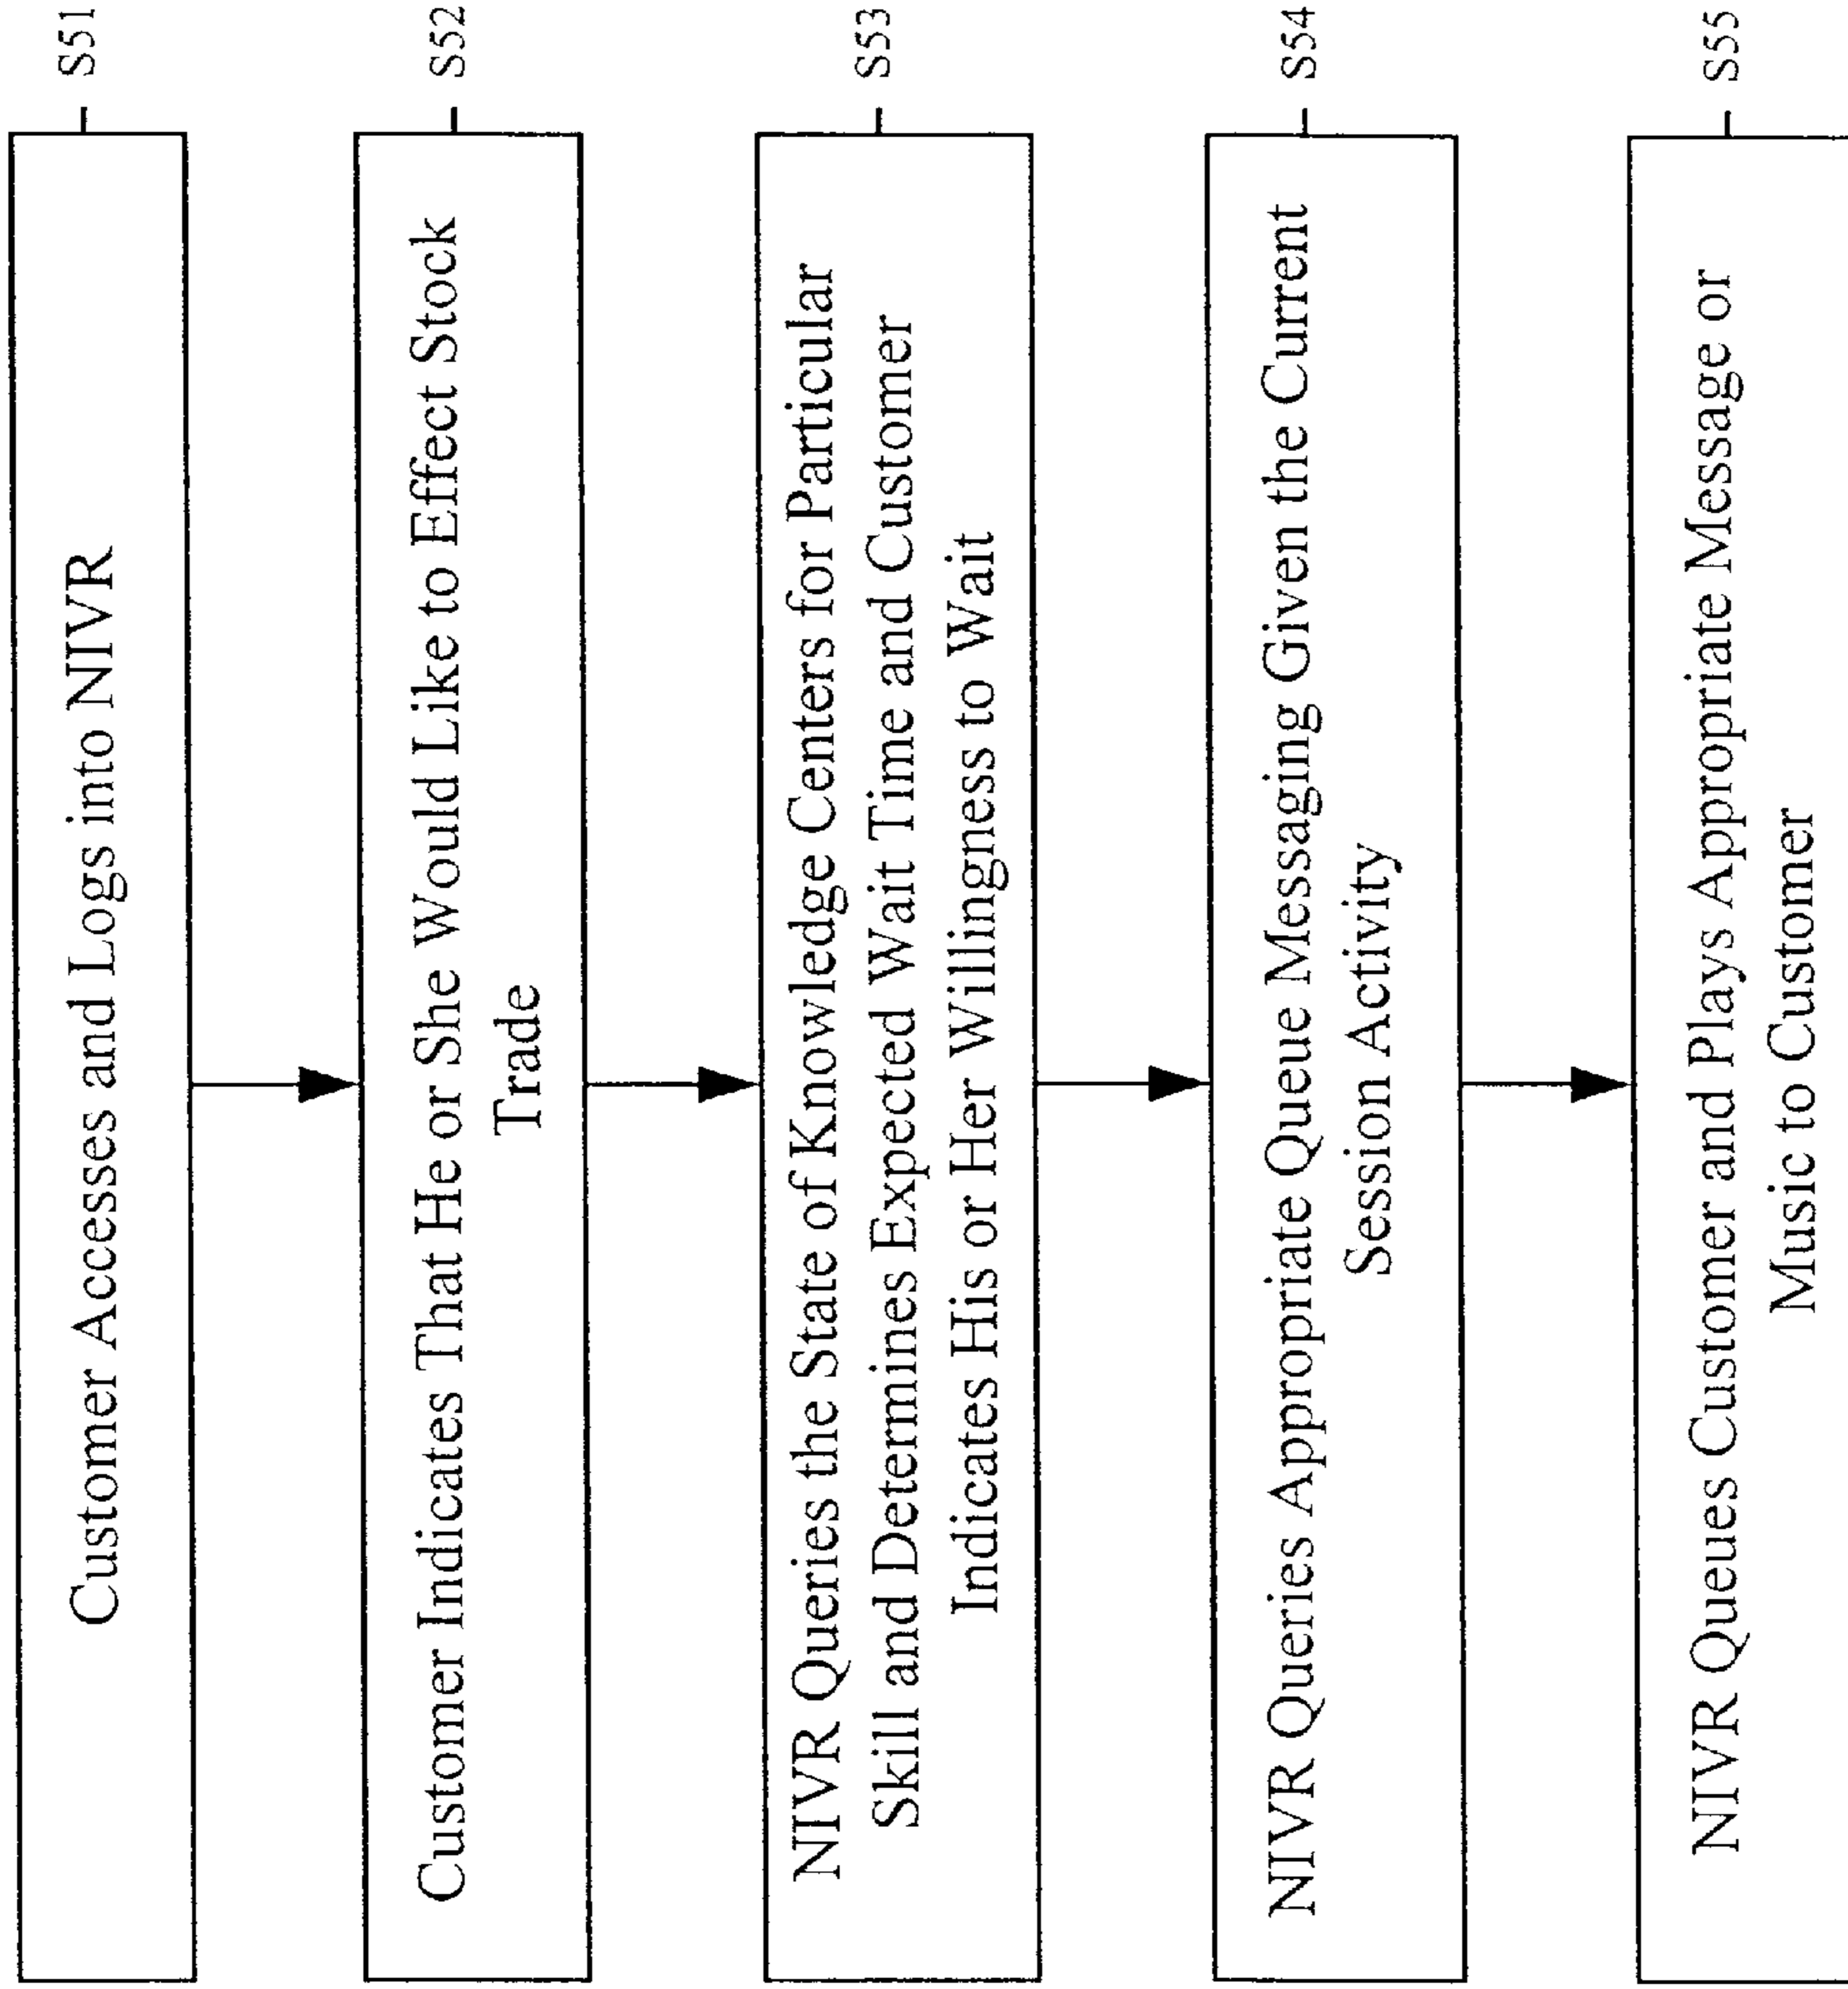 Customer Accesses and Logs into NIVR
S51
Customer Indicates That He or She Would Like to Effect Stock
Trade
S52
NIVR Queries the State of Knowledge Centers for Particular
Skill and Determines Expected Wait Time and Customer
Indicates His or Her Willingness to Wait
S53
NIVR Queries Appropriate Queue Messaging Given the Current
Session Activity
S54
NIVR Queues Customer and Plays Appropriate Message or
Music to Customer
S55